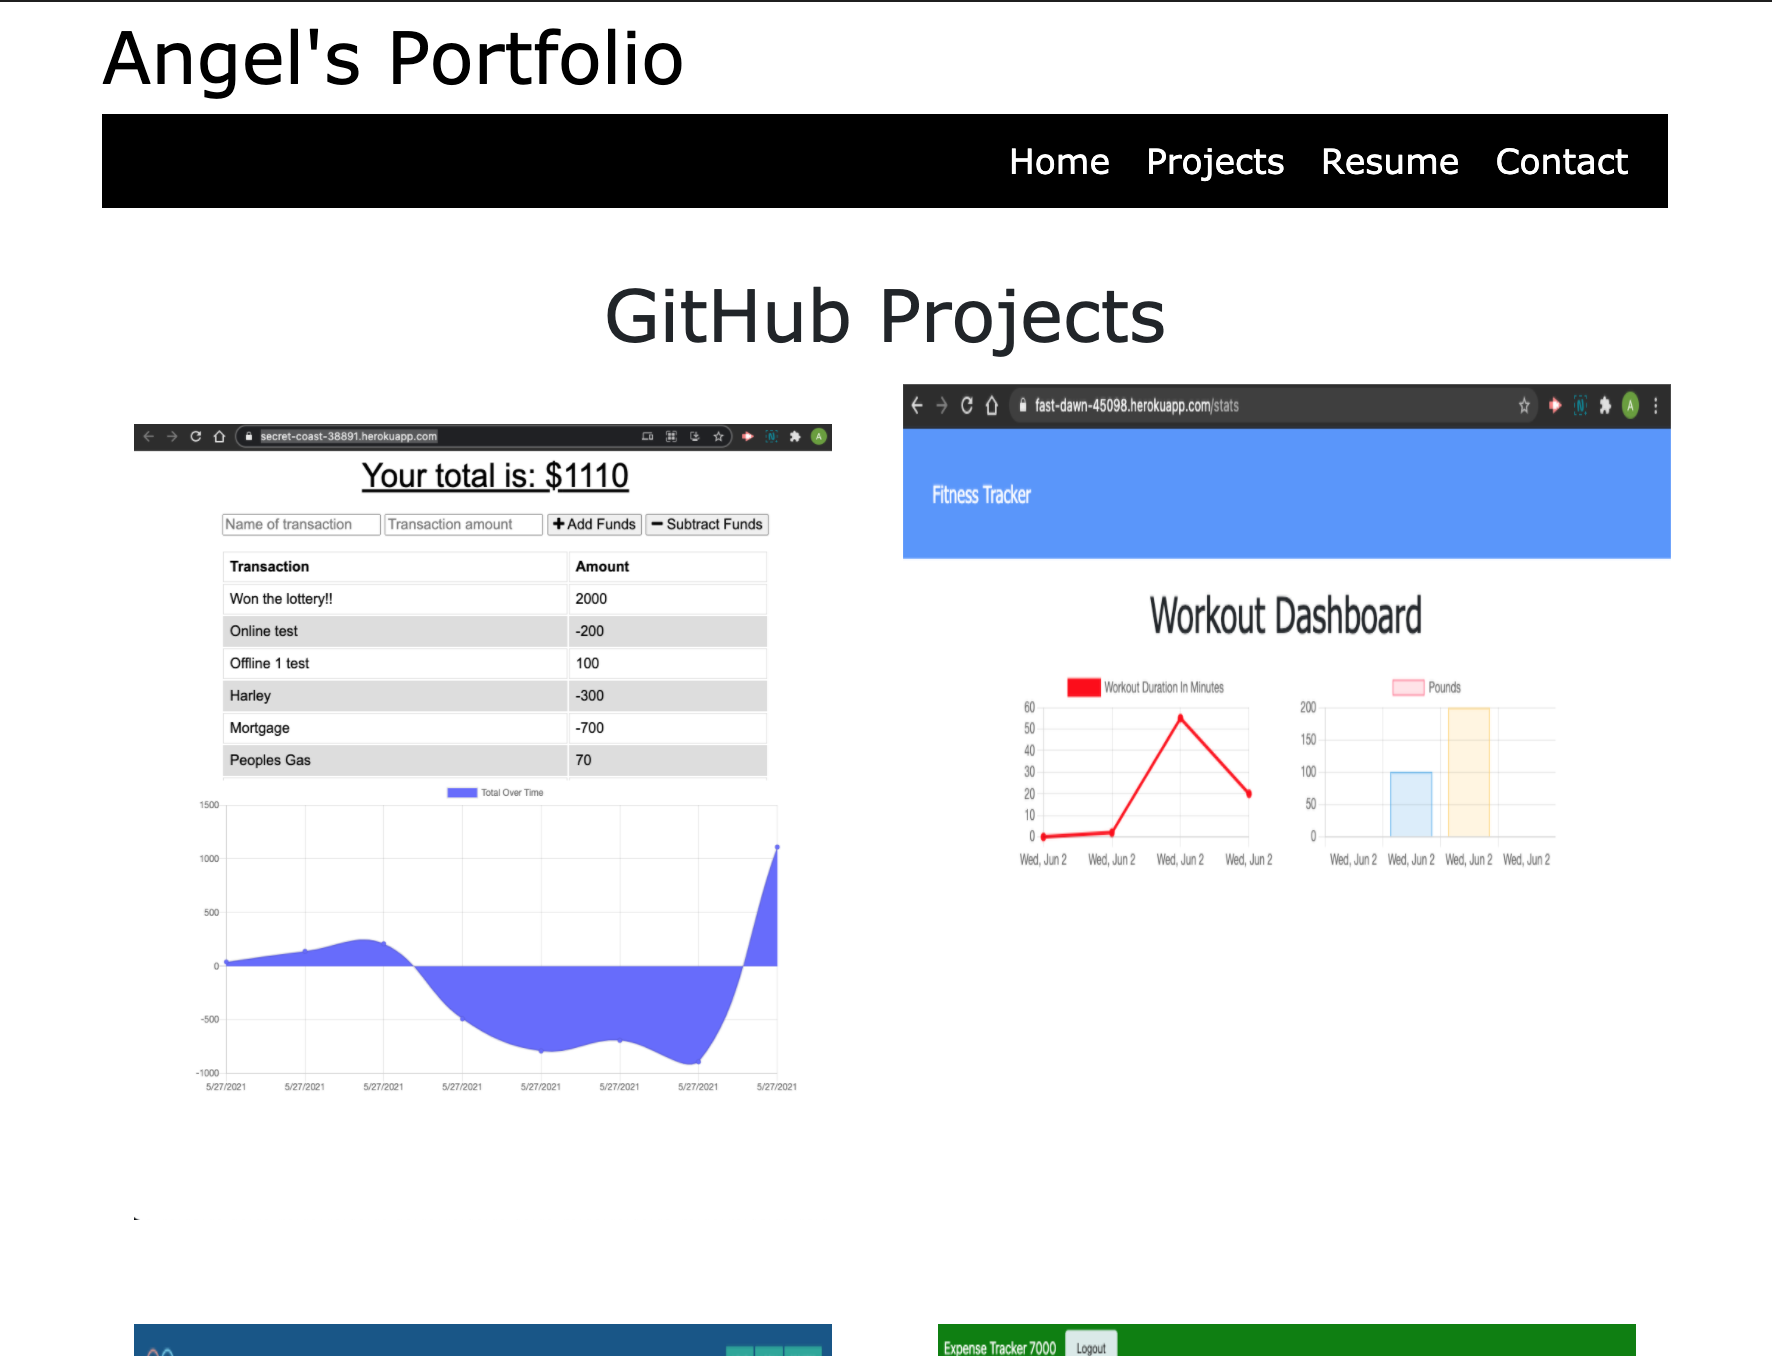 Angel's Portfolio
Home Projects Resume Contact
GitHub Projects
secret-coast-38891.herokuapp.com
A
Your total is: $1110
Name of transaction Transaction amount Add Funds Subtract Funds
Transaction Amount
Won the lottery!! 2000
Online test -200
Offline 1 test 100
Harley -300
Mortgage -700
Peoples Gas 70
Total Over Time
1500
1000
500
0
-500
-1000
5/27/2021 5/27/2021 5/27/2021 5/27/2021 5/27/2021 5/27/2021 5/27/2021 5/27/2021
fast-dawn-45098.herokuapp.com/stats
N A
Fitness Tracker
Workout Dashboard
Workout Duration In Minutes
60
50
40
30
20
10
0
Wed, Jun 2 Wed, Jun 2 Wed, Jun 2 Wed, Jun 2
Pounds
200
150
100
50
0
Wed, Jun 2 Wed, Jun 2 Wed, Jun 2 Wed, Jun 2
Expense Tracker 7000 Logout